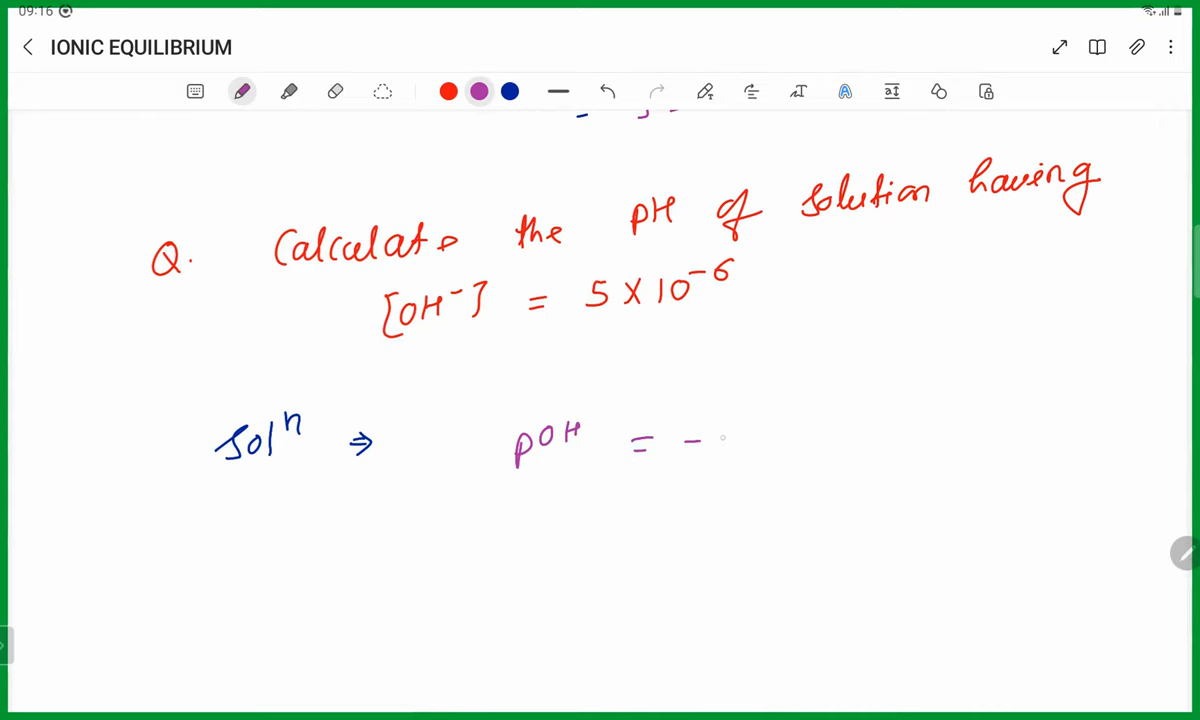 09:16
IONIC EQUILIBRIUM
Q. Calculate the pH of solution having
[OH⁻] = 5 X 10⁻⁶
Solⁿ ⇒ pOH = -